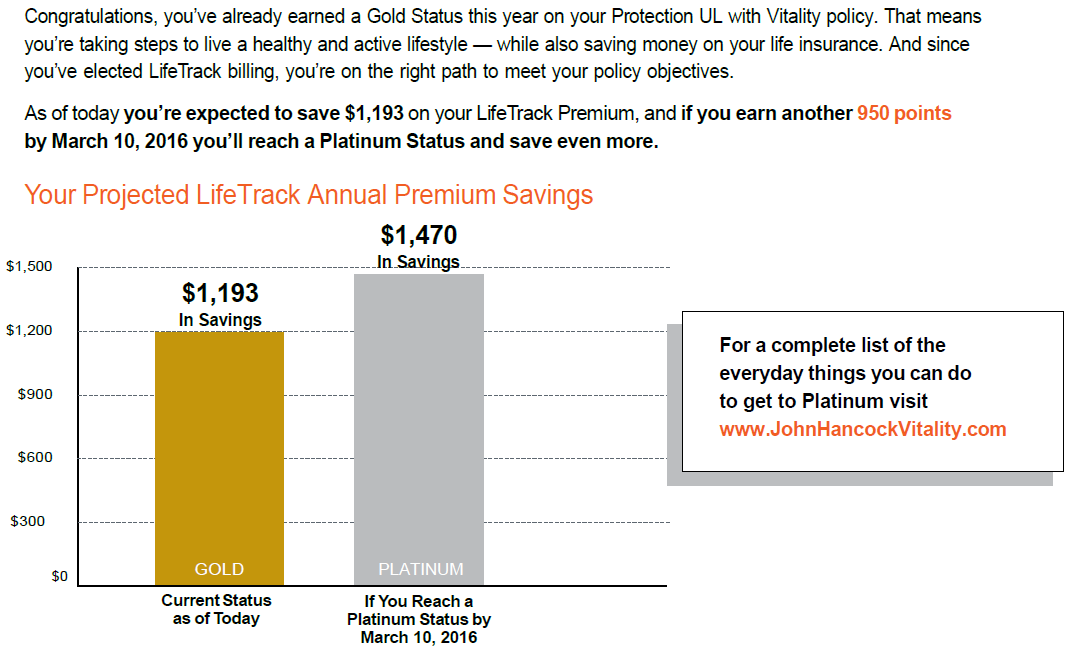 Congratulations, you’ve already earned a Gold Status this year on your Protection UL with Vitality policy. That means
you’re taking steps to live a healthy and active lifestyle — while also saving money on your life insurance. And since
you’ve elected LifeTrack billing, you’re on the right path to meet your policy objectives.
As of today you’re expected to save $1,193 on your LifeTrack Premium, and if you earn another 950 points
by March 10, 2016 you’ll reach a Platinum Status and save even more.
Your Projected LifeTrack Annual Premium Savings
$1,470
In Savings
$1,193
In Savings
$1,500
$1,200
$900
$600
$300
$0
GOLD
PLATINUM
Current Status
as of Today
If You Reach a
Platinum Status by
March 10, 2016
For a complete list of the
everyday things you can do
to get to Platinum visit
www.JohnHancockVitality.com